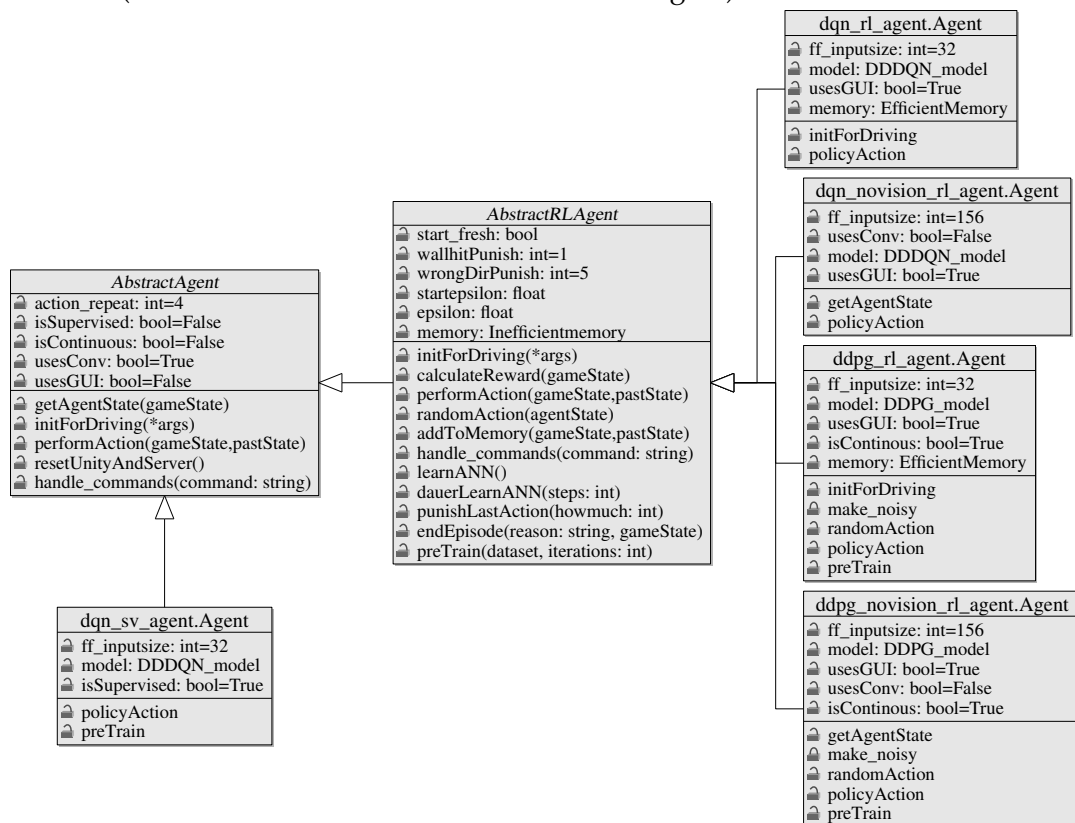 dqn_rl_agent.Agent
ff_inputsize: int=32
model: DDDQN_model
usesGUI: bool=True
memory: EfficientMemory
initForDriving
policyAction
dqn_novision_rl_agent.Agent
ff_inputsize: int=156
usesConv: bool=False
model: DDDQN_model
usesGUI: bool=True
getAgentState
policyAction
AbstractRLAgent
start_fresh: bool
wallhitPunish: int=1
wrongDirPunish: int=5
startepsilon: float
epsilon: float
memory: Inefficientmemory
initForDriving(*args)
calculateReward(gameState)
performAction(gameState,pastState)
randomAction(agentState)
addToMemory(gameState,pastState)
handle_commands(command: string)
learnANN()
dauerLearnANN(steps: int)
punishLastAction(howmuch: int)
endEpisode(reason: string, gameState)
preTrain(dataset, iterations: int)
AbstractAgent
action_repeat: int=4
isSupervised: bool=False
isContinuous: bool=False
usesConv: bool=True
usesGUI: bool=False
getAgentState(gameState)
initForDriving(*args)
performAction(gameState,pastState)
resetUnityAndServer()
handle_commands(command: string)
ddpg_rl_agent.Agent
ff_inputsize: int=32
model: DDPG_model
usesGUI: bool=True
isContinous: bool=True
memory: EfficientMemory
initForDriving
make_noisy
randomAction
policyAction
preTrain
dqn_sv_agent.Agent
ff_inputsize: int=32
model: DDDQN_model
isSupervised: bool=True
policyAction
preTrain
ddpg_novision_rl_agent.Agent
ff_inputsize: int=156
model: DDPG_model
usesGUI: bool=True
usesConv: bool=False
isContinous: bool=True
getAgentState
make_noisy
randomAction
policyAction
preTrain